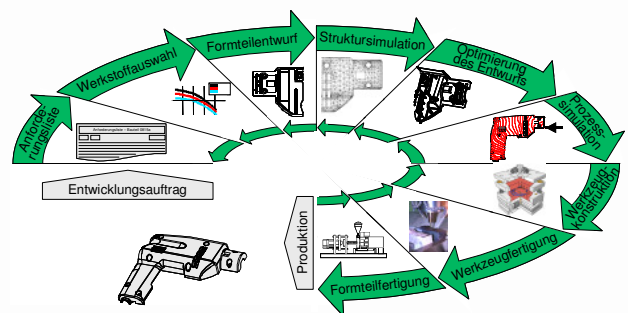 Anforde-
rungsliste
Werkstoffauswahl
Formteilentwurf
Struktursimulation
Optimierung
des Entwurfs
Prozess-
simulation
Werkzeug-
konstruktion
Werkzeugfertigung
Formteilfertigung
Entwicklungsauftrag
Produktion